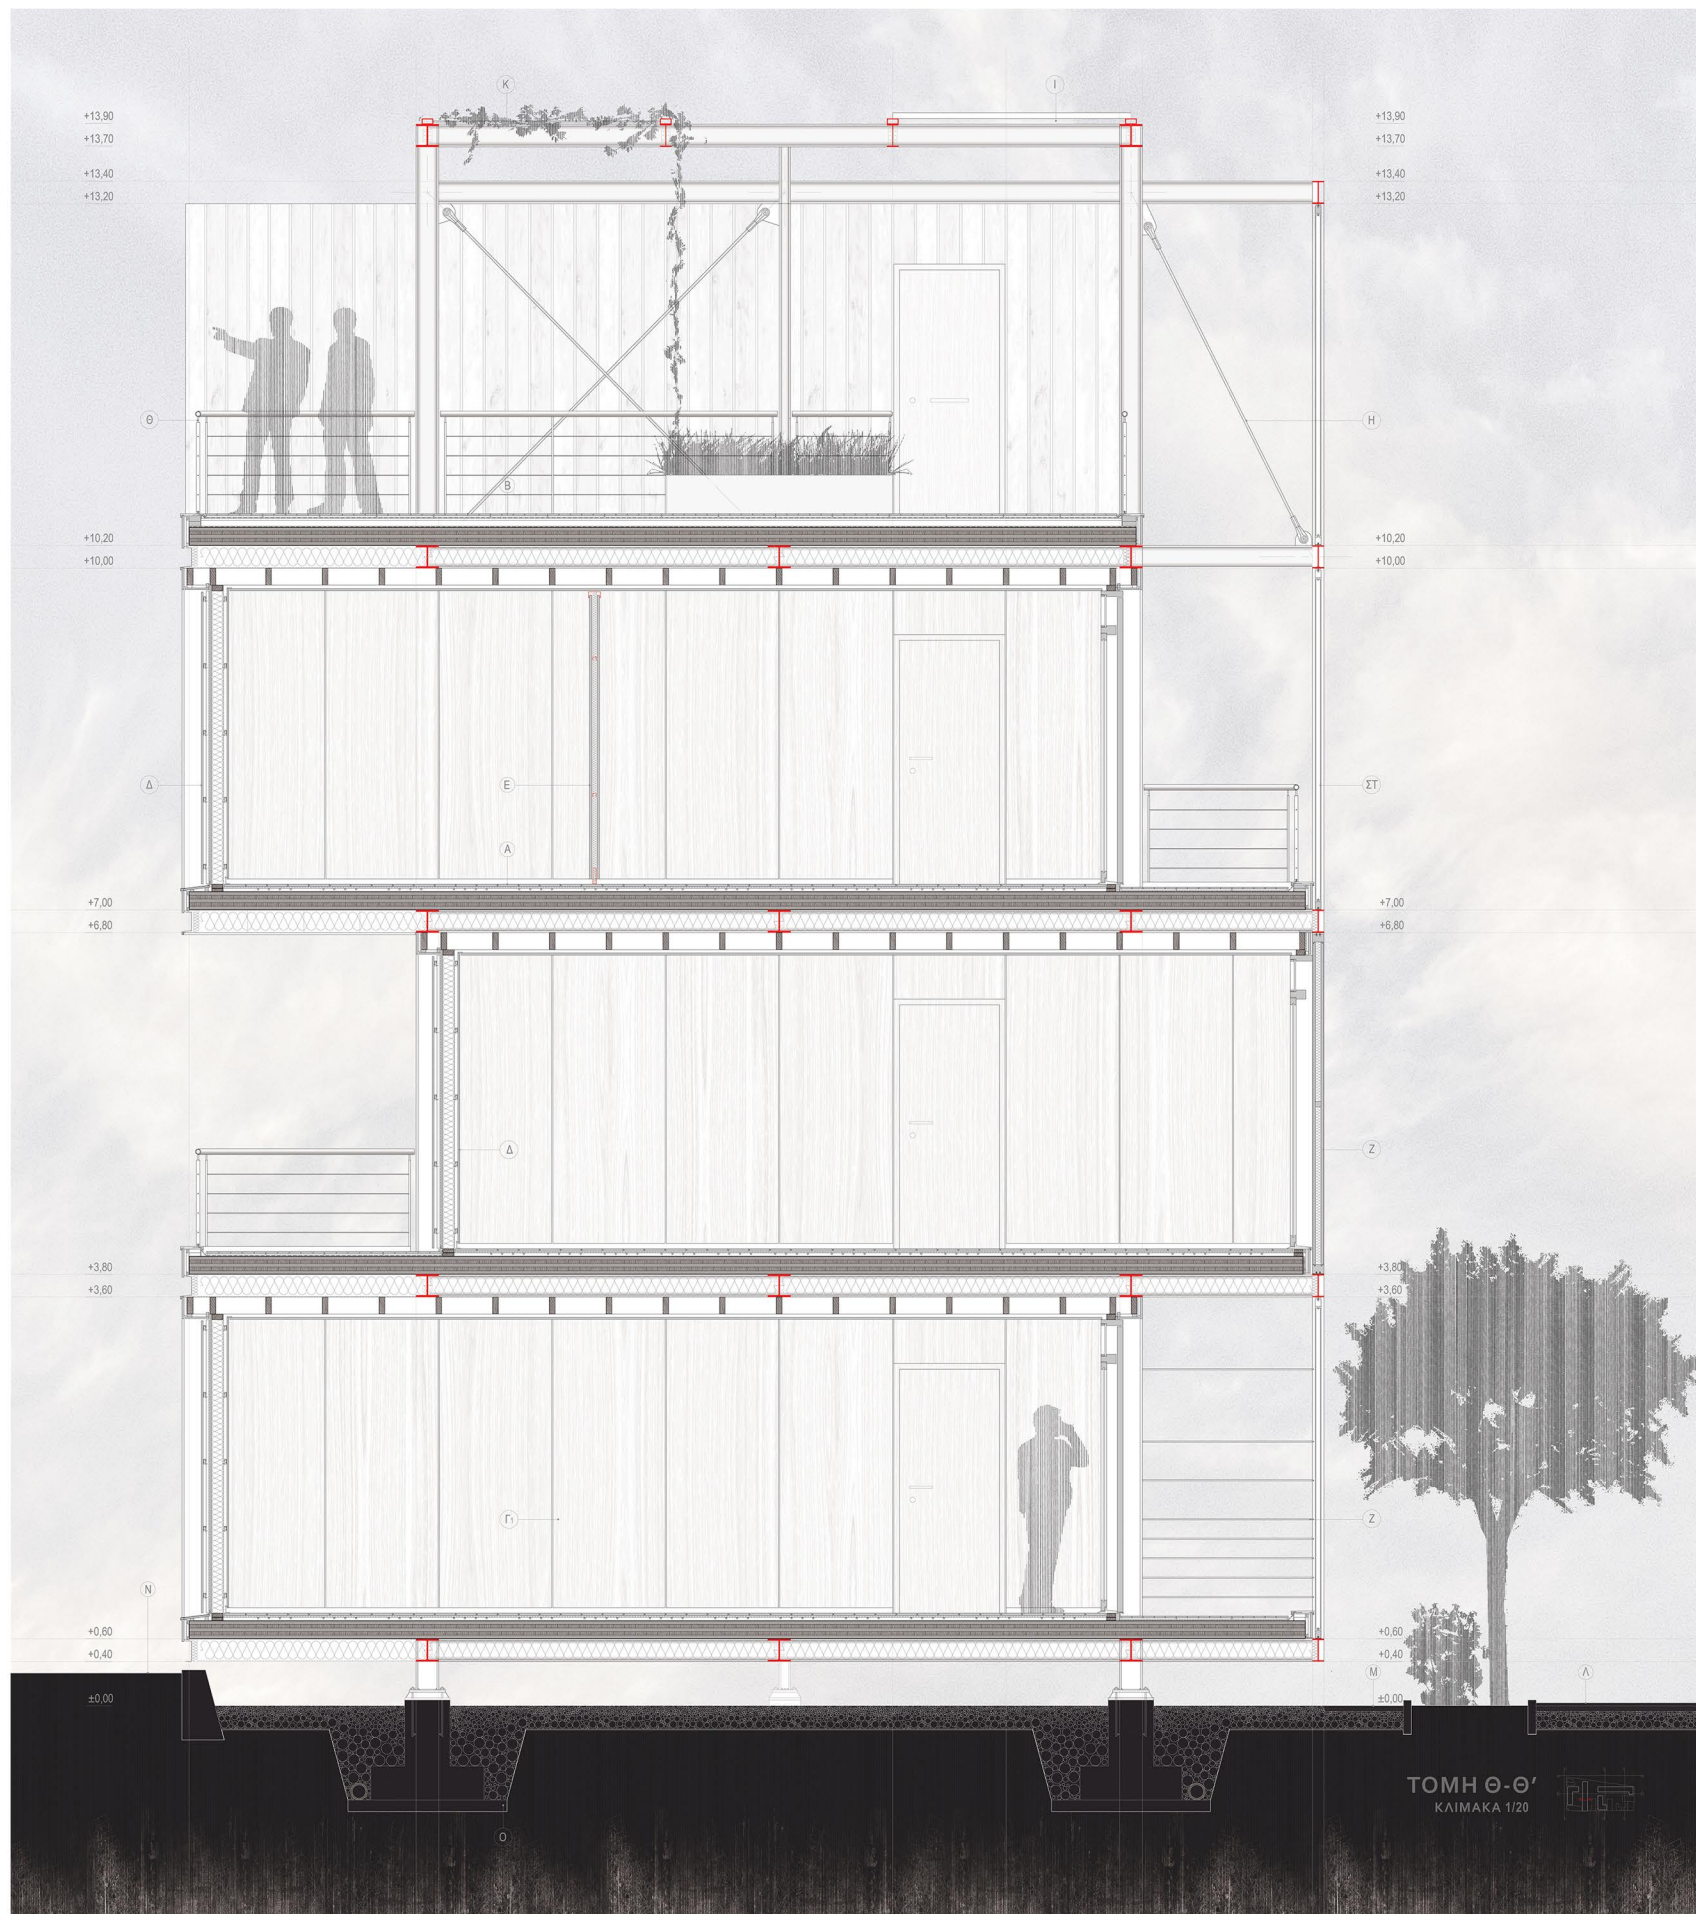 Κ Ι
+13,90 +13,90
+13,70 +13,70
+13,40 +13,40
+13,20 +13,20
Θ Η
Β
+10,20 +10,20
+10,00 +10,00
Δ Ε ΣΤ
Α
+7,00 +7,00
+6,80 +6,80
Δ Ζ
+3,80 +3,80
+3,60 +3,60
Γ1 Ζ
Ν
+0,60 +0,60
+0,40 +0,40
Μ Λ
±0,00 ±0,00
ΤΟΜΗ Θ-Θ'
ΚΛΙΜΑΚΑ 1/20
Ο